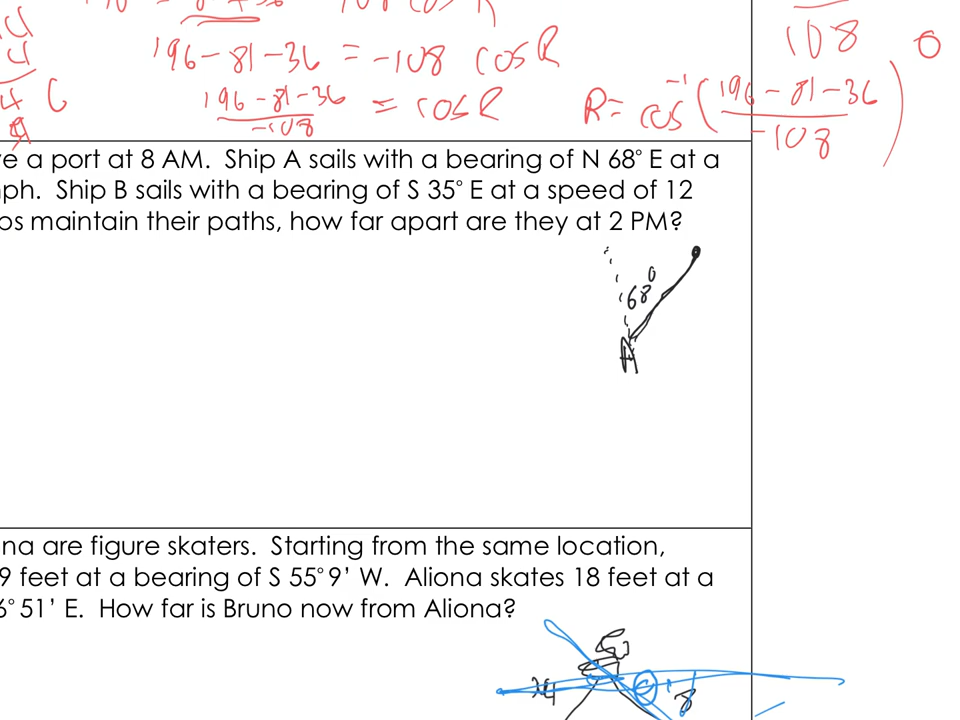 196-81-36 = -108 cosR
108
196-81-36 / -108 = cosR
R= cos⁻¹ (196-81-36 / -108)
e a port at 8 AM. Ship A sails with a bearing of N 68° E at a
ph. Ship B sails with a bearing of S 35° E at a speed of 12
ps maintain their paths, how far apart are they at 2 PM?
68°
A
na are figure skaters. Starting from the same location,
9 feet at a bearing of S 55° 9’ W. Aliona skates 18 feet at a
6° 51’ E. How far is Bruno now from Aliona?